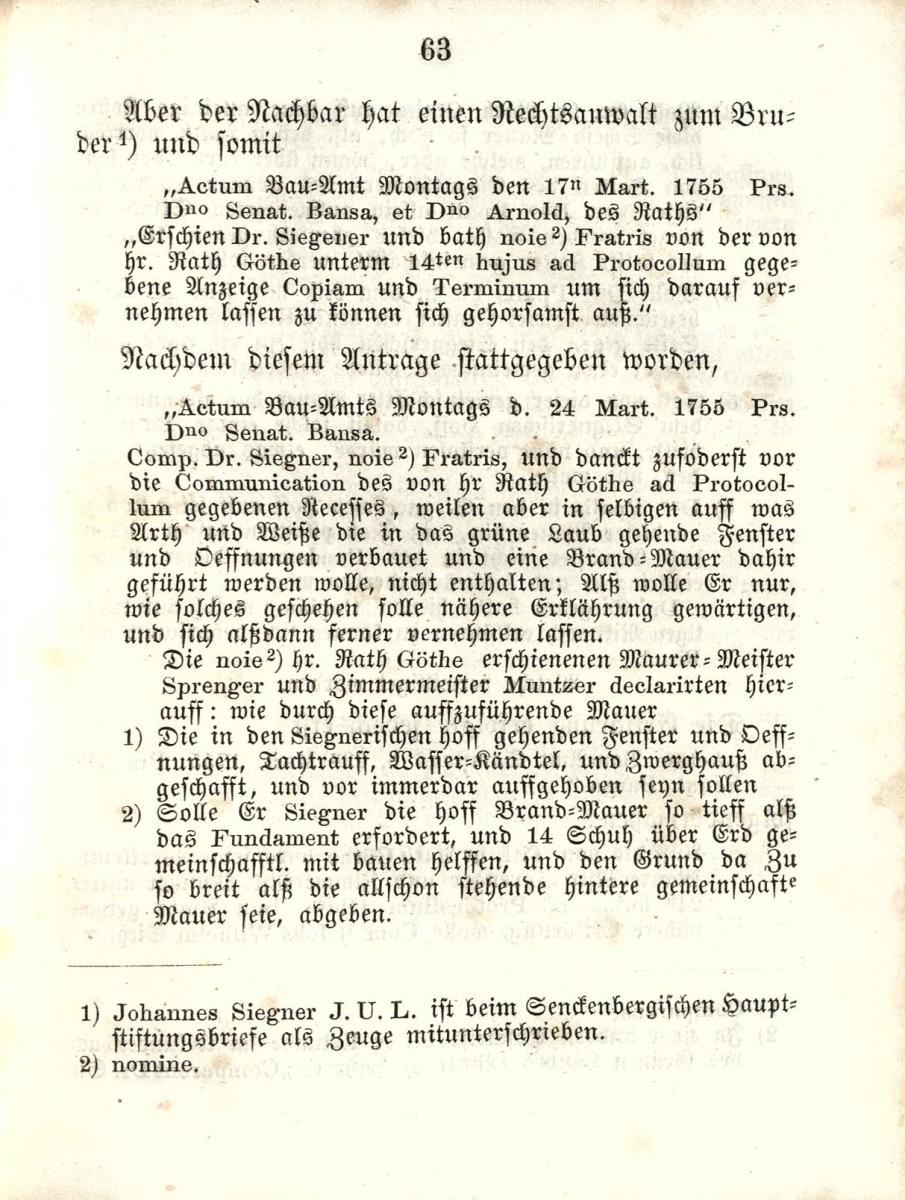 63
Aber der Nachbar hat einen Rechtsanwalt zum Bru-
der ¹) und somit
„Actum Bau-Amt Montags den 17ⁿ Mart. 1755 Prs.
Dⁿᵒ Senat. Bansa, et Dⁿᵒ Arnold, des Raths"
„Erschien Dr. Siegener und bath noie ²) Fratris von der von
hr. Rath Göthe unterm 14ᵗᵉⁿ hujus ad Protocollum gege-
bene Anzeige Copiam und Terminum um sich darauf ver-
nehmen lassen zu können sich gehorsamst auß."
Nachdem diesem Antrage stattgegeben worden,
„Actum Bau-Amts Montags d. 24 Mart. 1755 Prs.
Dⁿᵒ Senat. Bansa.
Comp. Dr. Siegner, noie ²) Fratris, und danckt zufoderst vor
die Communication des von hr Rath Göthe ad Protocol-
lum gegebenen Recesses, weilen aber in selbigen auff was
Arth und Weiße die in das grüne Laub gehende Fenster
und Oeffnungen verbauet und eine Brand-Mauer dahir
geführt werden wolle, nicht enthalten; Alß wolle Er nur,
wie solches geschehen solle nähere Erklährung gewärtigen,
und sich alßdann ferner vernehmen lassen.
Die noie ²) hr. Rath Göthe erschienenen Maurer-Meister
Sprenger und Zimmermeister Muntzer declarirten hier-
auff: wie durch diese auffzuführende Mauer
1) Die in den Siegnerischen hoff gehenden Fenster und Oeff-
nungen, Tachtrauff, Wasser-Kändtel, und Zwerghauß ab-
geschafft, und vor immerdar auffgehoben seyn sollen
2) Solle Er Siegner die hoff Brand-Mauer so tieff alß
das Fundament erfordert, und 14 Schuh über Erd ge-
meinschafftl. mit bauen helffen, und den Grund da Zu
so breit alß die allschon stehende hintere gemeinschaftᵉ
Mauer seie, abgeben.
1) Johannes Siegner J. U. L. ist beim Senckenbergischen Haupt-
stiftungsbriefe als Zeuge mitunterschrieben.
2) nomine.